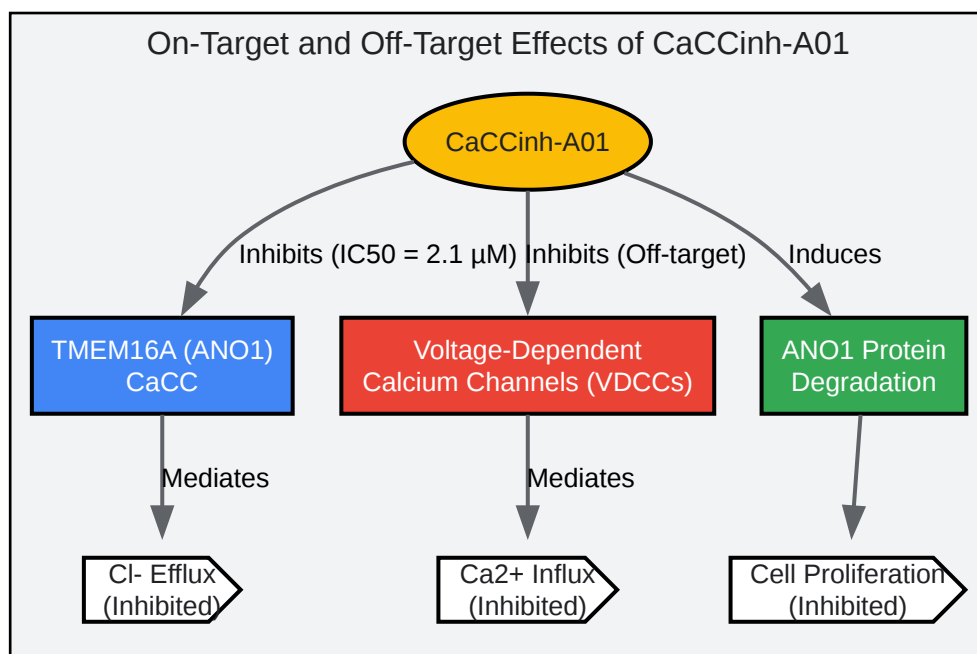 On-Target and Off-Target Effects of CaCCinh-A01
CaCCinh-A01
Inhibits (IC50 = 2.1 µM)
Inhibits (Off-target)
Induces
TMEM16A (ANO1)
CaCC
Voltage-Dependent
Calcium Channels (VDCCs)
ANO1 Protein
Degradation
Mediates
Mediates
Cl- Efflux
(Inhibited)
Ca2+ Influx
(Inhibited)
Cell Proliferation
(Inhibited)